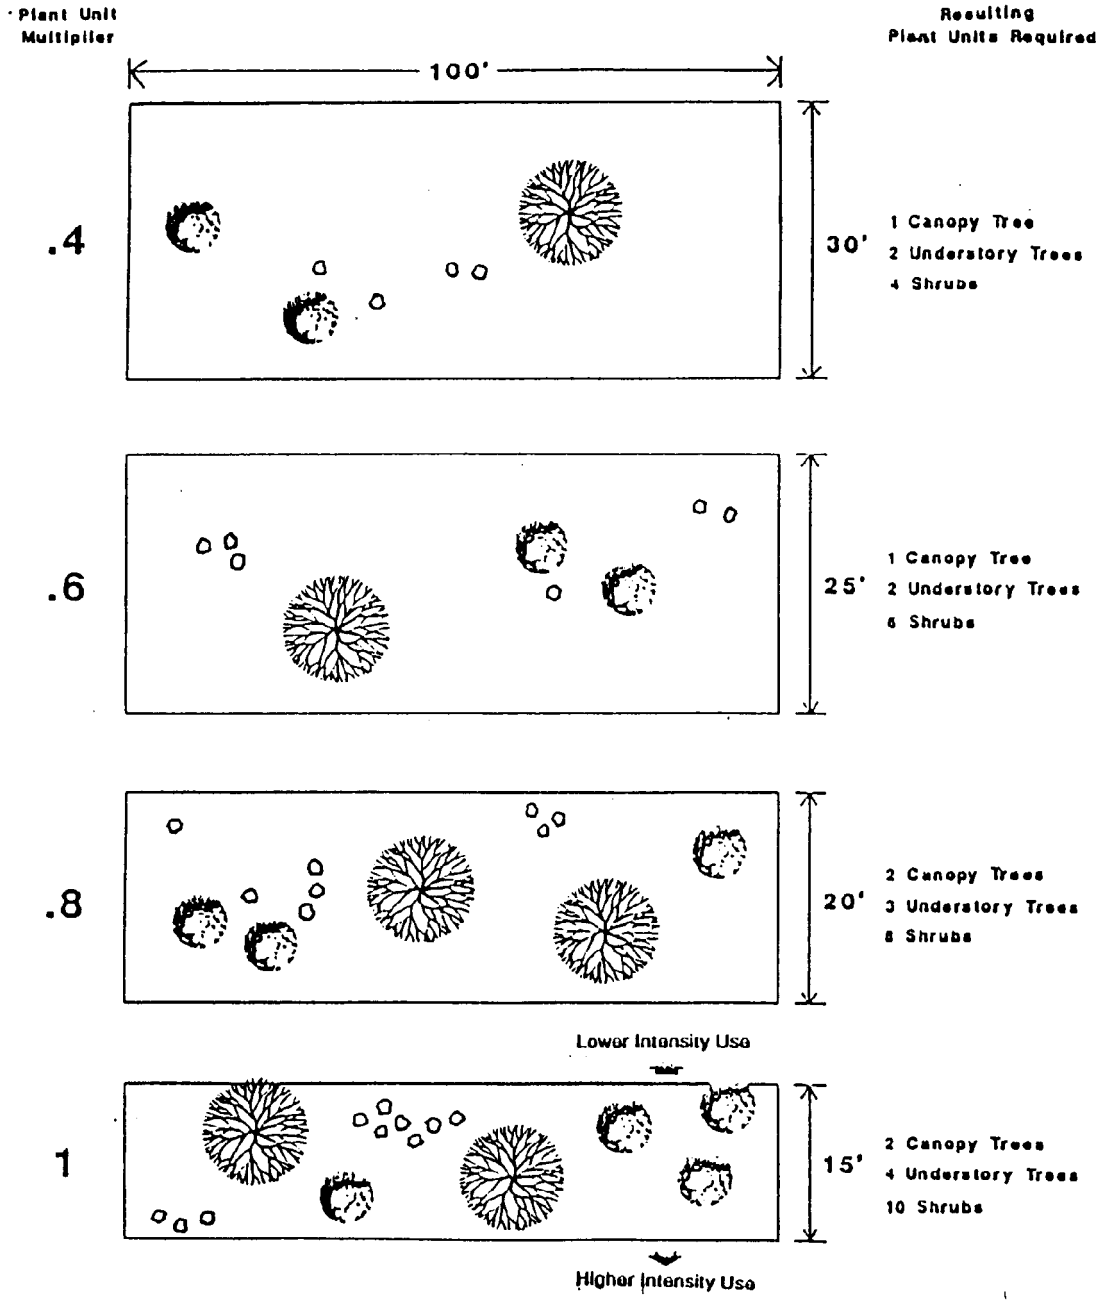 Plant Unit
Multiplier
Resulting
Plant Units Required
100'
.4
30'
1 Canopy Tree
2 Understory Trees
4 Shrubs
.6
25'
1 Canopy Tree
2 Understory Trees
6 Shrubs
.8
20'
2 Canopy Trees
3 Understory Trees
8 Shrubs
Lower Intensity Use
1
15'
2 Canopy Trees
4 Understory Trees
10 Shrubs
Higher Intensity Use